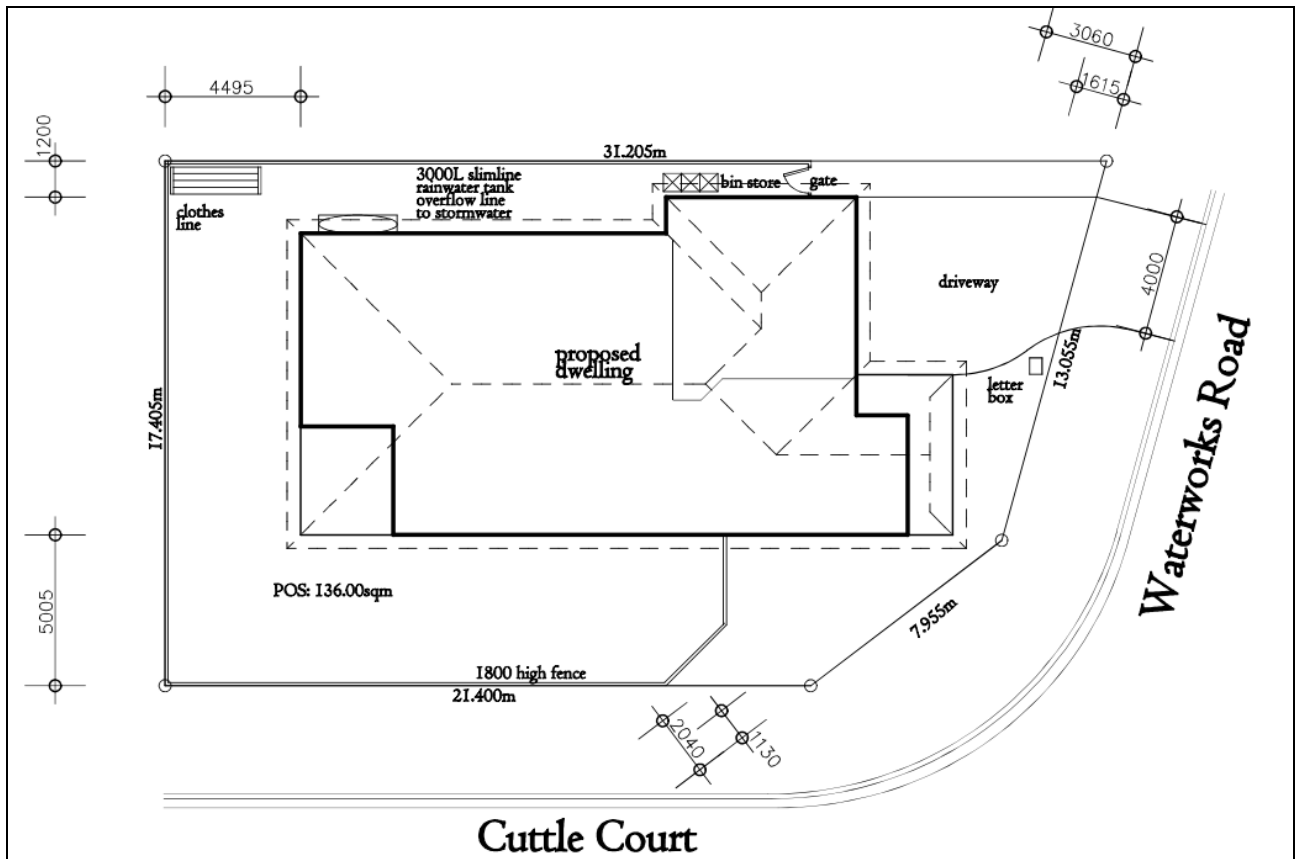 3060
1615
4495
1200
31.205m
3000L slimline
rainwater tank
overflow line
to stormwater
bin store
gate
clothes
line
driveway
4000
proposed
dwelling
letter
box
13.055m
Waterworks Road
17.405m
5005
POS: 136.00sqm
7.955m
1800 high fence
21.400m
2040
1130
Cuttle Court